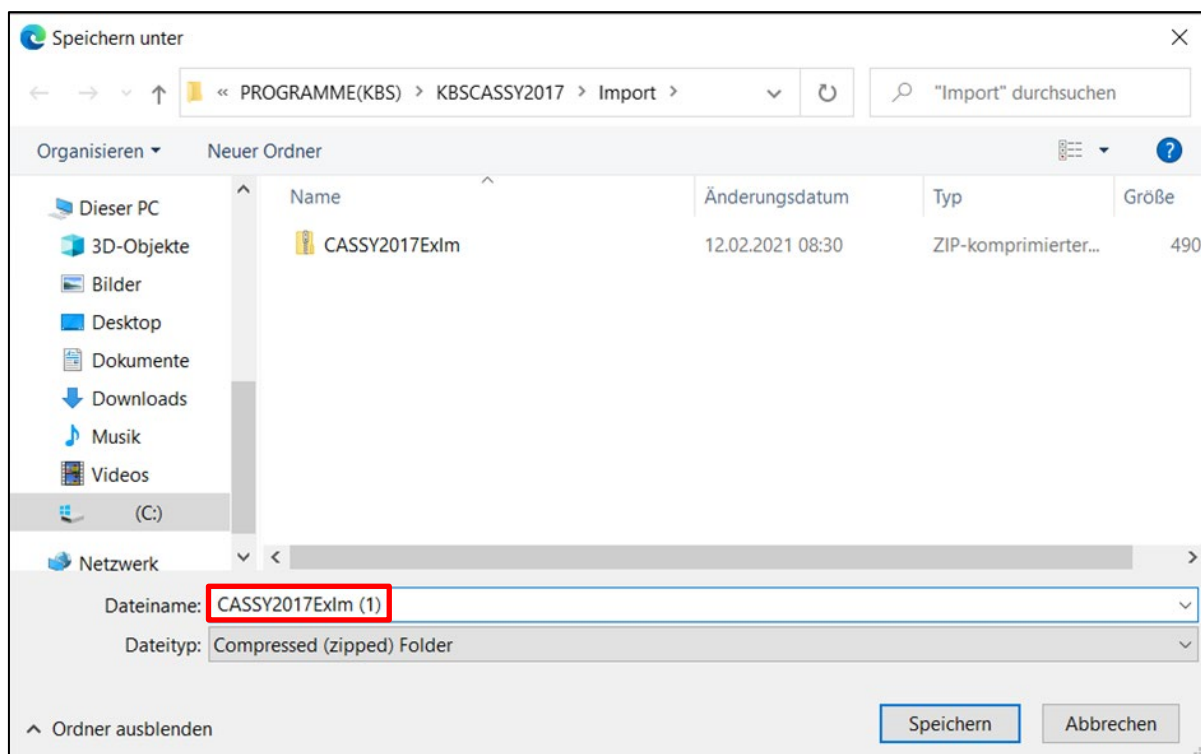 Speichern unter
« PROGRAMME(KBS) > KBSCASSY2017 > Import >
"Import" durchsuchen
Organisieren
Neuer Ordner
Name
Änderungsdatum
Typ
Größe
Dieser PC
3D-Objekte
Bilder
Desktop
Dokumente
Downloads
Musik
Videos
(C:)
Netzwerk
CASSY2017ExIm
12.02.2021 08:30
ZIP-komprimierter...
490
Dateiname: CASSY2017ExIm (1)
Dateityp: Compressed (zipped) Folder
Ordner ausblenden
Speichern
Abbrechen